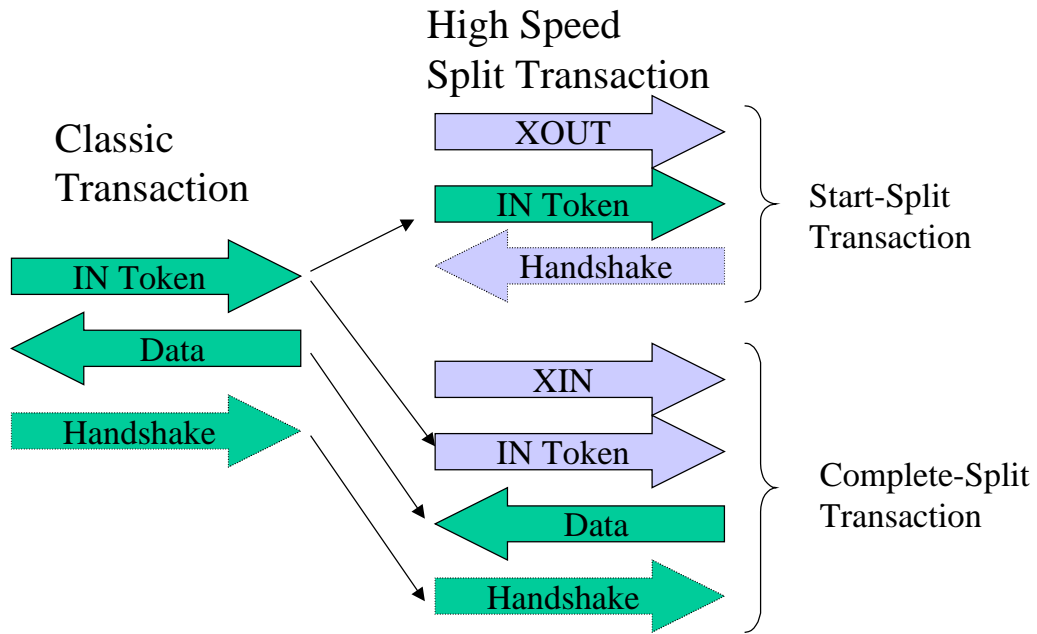 High Speed
Split Transaction
Classic
Transaction
IN Token
Data
Handshake
XOUT
IN Token
Handshake
Start-Split
Transaction
XIN
IN Token
Data
Handshake
Complete-Split
Transaction